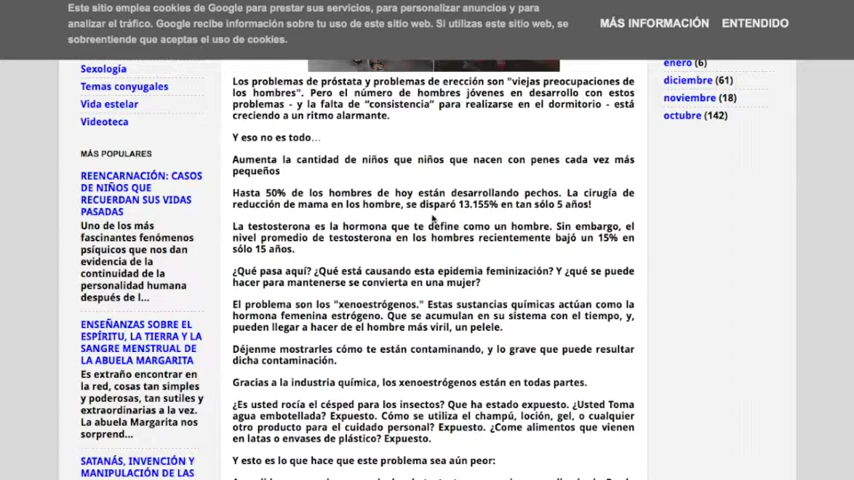 Este sitio emplea cookies de Google para prestar sus servicios, para personalizar anuncios y para
analizar el tráfico. Google recibe información sobre tu uso de este sitio web. Si utilizas este sitio web, se
sobreentiende que aceptas el uso de cookies.
MÁS INFORMACIÓN
ENTENDIDO
Sexología
Temas conyugales
Vida estelar
Videoteca
MÁS POPULARES
REENCARNACIÓN: CASOS
DE NIÑOS QUE
RECUERDAN SUS VIDAS
PASADAS
Uno de los más
fascinantes fenómenos
psíquicos que nos dan
evidencia de la
continuidad de la
personalidad humana
después de l...
ENSEÑANZAS SOBRE EL
ESPÍRITU, LA TIERRA Y LA
SANGRE MENSTRUAL DE
LA ABUELA MARGARITA
Es extraño encontrar en
la red, cosas tan simples
y poderosas, tan sutiles y
extraordinarias a la vez.
La abuela Margarita nos
sorprend...
SATANÁS, INVENCIÓN Y
MANIPULACIÓN DE LAS
Los problemas de próstata y problemas de erección son "viejas preocupaciones de
los hombres". Pero el número de hombres jóvenes en desarrollo con estos
problemas - y la falta de “consistencia” para realizarse en el dormitorio - está
creciendo a un ritmo alarmante.
Y eso no es todo…
Aumenta la cantidad de niños que niños que nacen con penes cada vez más
pequeños
Hasta 50% de los hombres de hoy están desarrollando pechos. La cirugía de
reducción de mama en los hombre, se disparó 13.155% en tan sólo 5 años!
La testosterona es la hormona que te define como un hombre. Sin embargo, el
nivel promedio de testosterona en los hombres recientemente bajó un 15% en
sólo 15 años.
¿Qué pasa aquí? ¿Qué está causando esta epidemia feminización? Y ¿qué se puede
hacer para mantenerse se convierta en una mujer?
El problema son los "xenoestrógenos." Estas sustancias químicas actúan como la
hormona femenina estrógeno. Que se acumulan en su sistema con el tiempo, y,
pueden llegar a hacer de el hombre más viril, un pelele.
Déjenme mostrarles cómo te están contaminando, y lo grave que puede resultar
dicha contaminación.
Gracias a la industria química, los xenoestrógenos están en todas partes.
¿Es usted rocía el césped para los insectos? Que ha estado expuesto. ¿Usted Toma
agua embotellada? Expuesto. Cómo se utiliza el champú, loción, gel, o cualquier
otro producto para el cuidado personal? Expuesto. ¿Come alimentos que vienen
en latas o envases de plástico? Expuesto.
Y esto es lo que hace que este problema sea aún peor:
enero (6)
diciembre (61)
noviembre (18)
octubre (142)